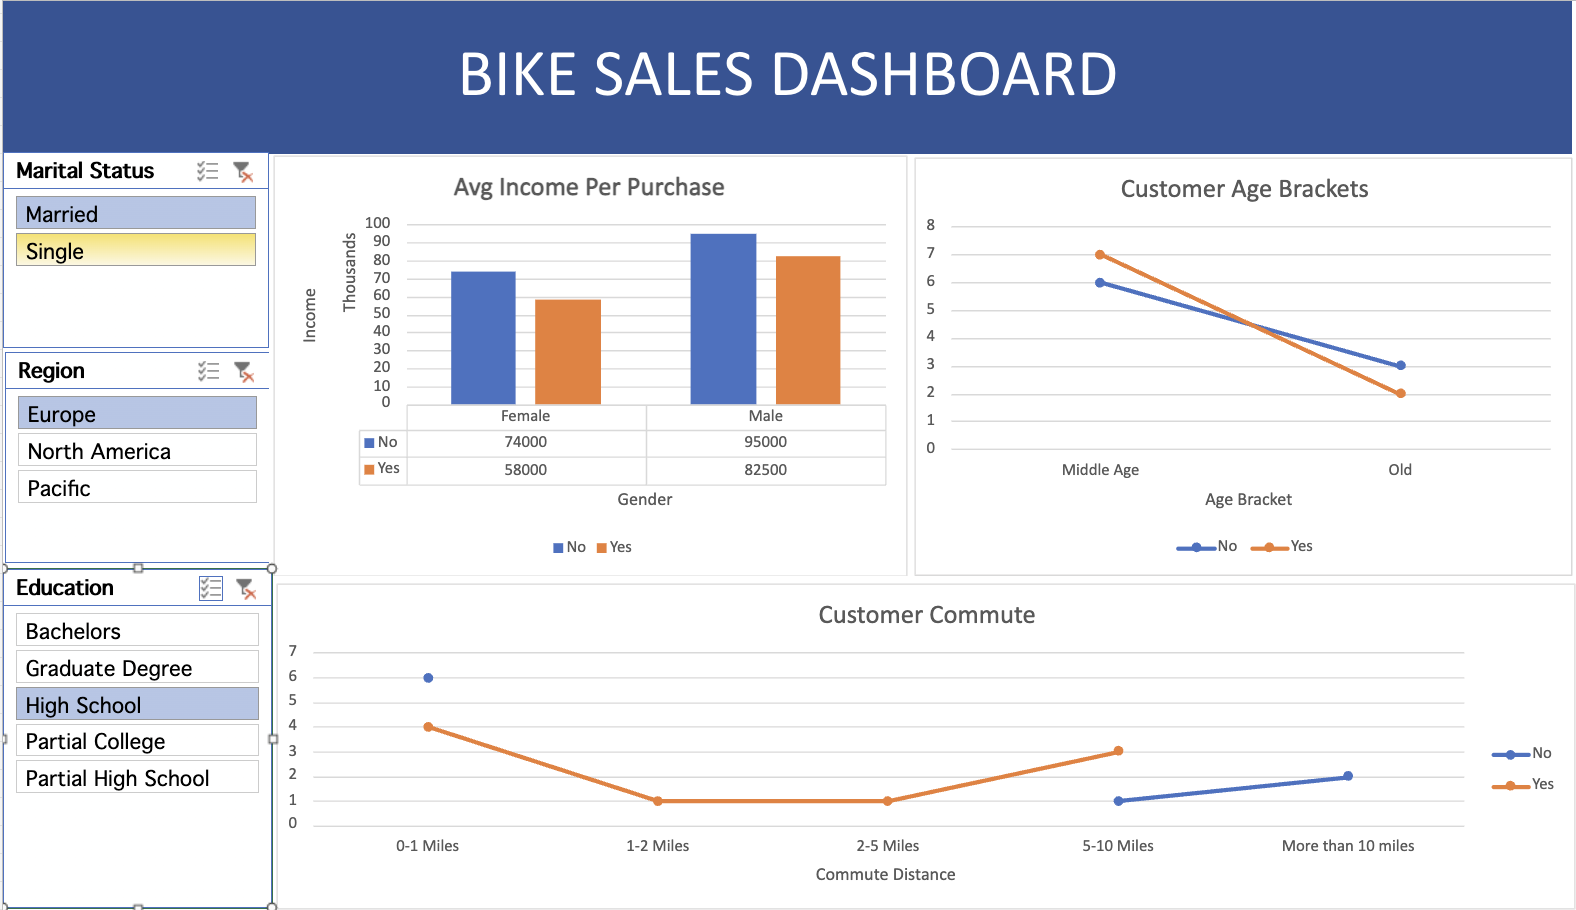 BIKE SALES DASHBOARD
Marital Status
Married
Single
Region
Europe
North America
Pacific
Education
Bachelors
Graduate Degree
High School
Partial College
Partial High School
Avg Income Per Purchase
Income
Thousands
100
90
80
70
60
50
40
30
20
10
0
Female Male
No 74000 95000
Yes 58000 82500
Gender
No Yes
Customer Age Brackets
8
7
6
5
4
3
2
1
0
Middle Age Old
Age Bracket
No Yes
Customer Commute
7
6
5
4
3
2
1
0
0-1 Miles 1-2 Miles 2-5 Miles 5-10 Miles More than 10 miles
Commute Distance
No
Yes